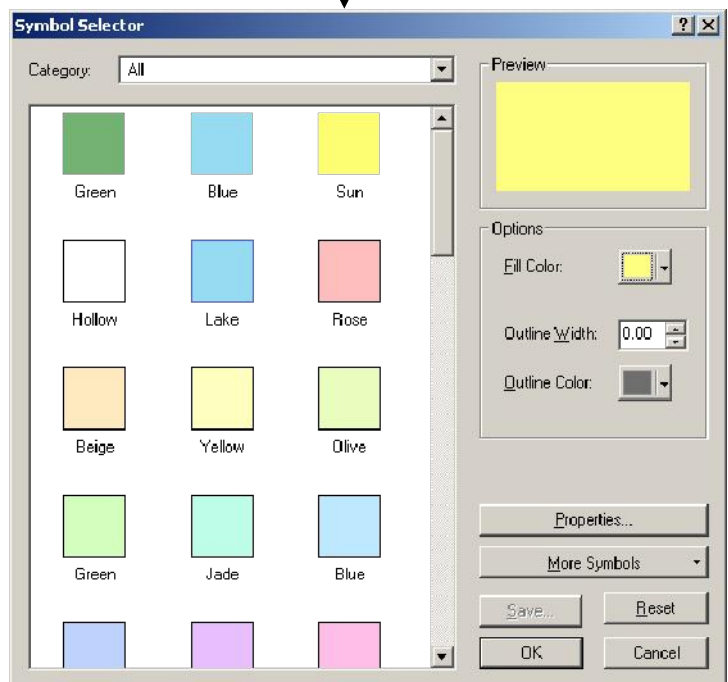 Symbol Selector
Category: All
Green Blue Sun
Hollow Lake Rose
Beige Yellow Olive
Green Jade Blue
Preview
Options
Fill Color:
Outline Width: 0.00
Outline Color:
Properties...
More Symbols
Save... Reset
OK Cancel